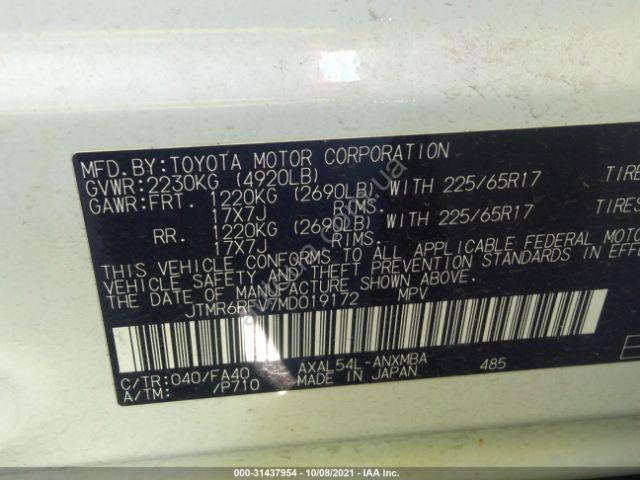 MFD.BY:TOYOTA MOTOR CORPORATION
GVWR:2230KG (4920LB)
GAWR:FRT. 1220KG (2690LB) WITH 225/65R17 TIRE
17X7J RIMS.
RR. 1220KG (2690LB) WITH 225/65R17 TIRES
17X7J RIMS.
THIS VEHICLE CONFORMS TO ALL APPLICABLE FEDERAL MOTO
VEHICLE SAFETY AND THEFT PREVENTION STANDARDS IN EFFE
THE DATE OF MANUFACTURE SHOWN ABOVE.
MPV
C/TR:040/FA40 AXAL54L-ANXMBA 485
A/TM: /P710 MADE IN JAPAN
000-31437954 - 10/08/2021 - IAA Inc.